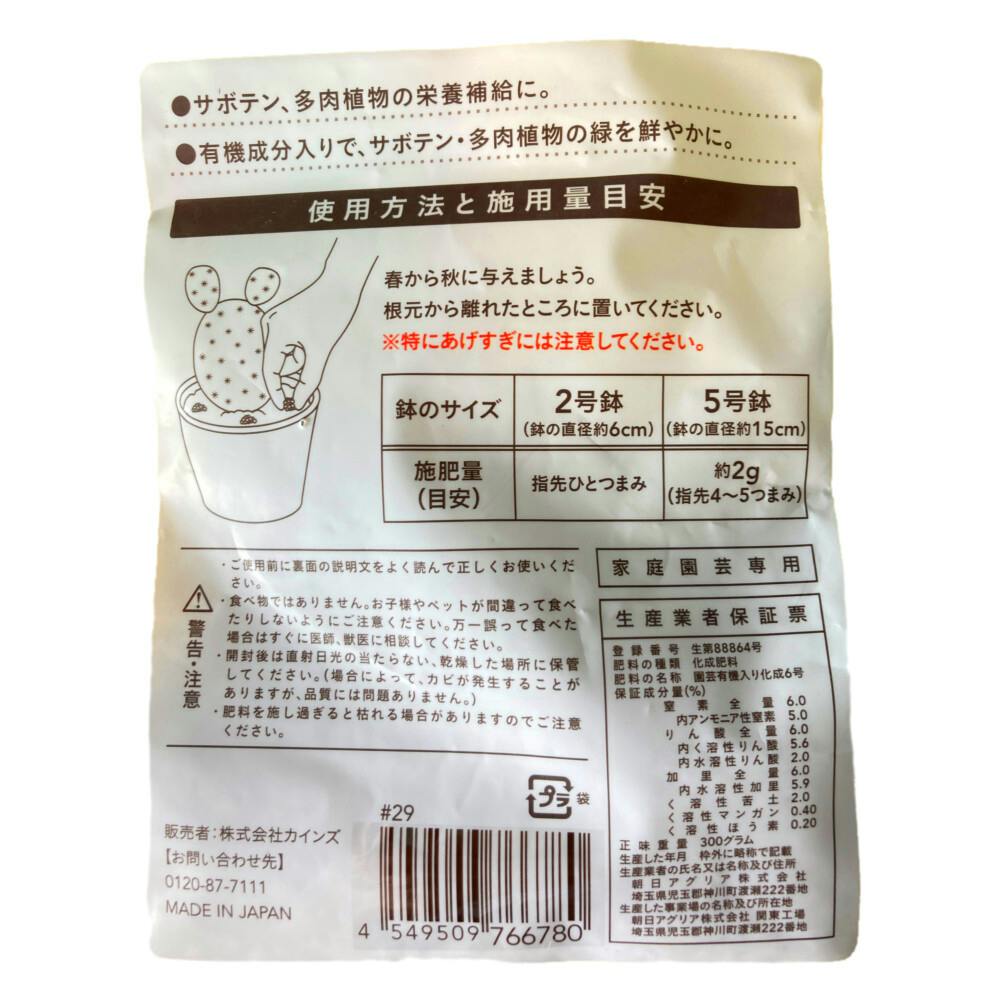 ●サボテン、多肉植物の栄養補給に。
●有機成分入りで、サボテン・多肉植物の緑を鮮やかに。
使用方法と施用量目安
春から秋に与えましょう。
根元から離れたところに置いてください。
※特にあげすぎには注意してください。
鉢のサイズ 2号鉢 (鉢の直径約6cm) 5号鉢 (鉢の直径約15cm)
施肥量 (目安) 指先ひとつまみ 約2g (指先4〜5つまみ)
警告・注意
・ご使用前に裏面の説明文をよく読んで正しくお使いくだ
さい。
・食べ物ではありません。お子様やペットが間違って食べ
たりしないようにご注意ください。万一誤って食べた
場合はすぐに医師、獣医に相談してください。
・開封後は直射日光の当たらない、乾燥した場所に保管
してください。(場合によって、カビが発生することが
ありますが、品質には問題ありません。)
・肥料を施し過ぎると枯れる場合がありますのでご注意
ください。
家庭園芸専用
生産業者保証票
登録番号 生第88864号
肥料の種類 化成肥料
肥料の名称 園芸有機入り化成6号
保証成分量(%)
窒素全量 6.0
内アンモニア性窒素 5.0
りん酸全量 6.0
内く溶性りん酸 5.6
内水溶性りん酸 2.0
加里全量 6.0
内水溶性加里 5.9
く溶性苦土 2.0
く溶性マンガン 0.40
く溶性ほう素 0.20
正味重量 300グラム
生産した年月 枠外に略称で記載
生産業者の氏名又は名称及び住所
朝日アグリア株式会社
埼玉県児玉郡神川町渡瀬222番地
生産した事業場の名称及び所在地
朝日アグリア株式会社 関東工場
埼玉県児玉郡神川町渡瀬222番地
プラ 袋
#29
販売者:株式会社カインズ
【お問い合わせ先】
0120-87-7111
MADE IN JAPAN
4 549509 766780